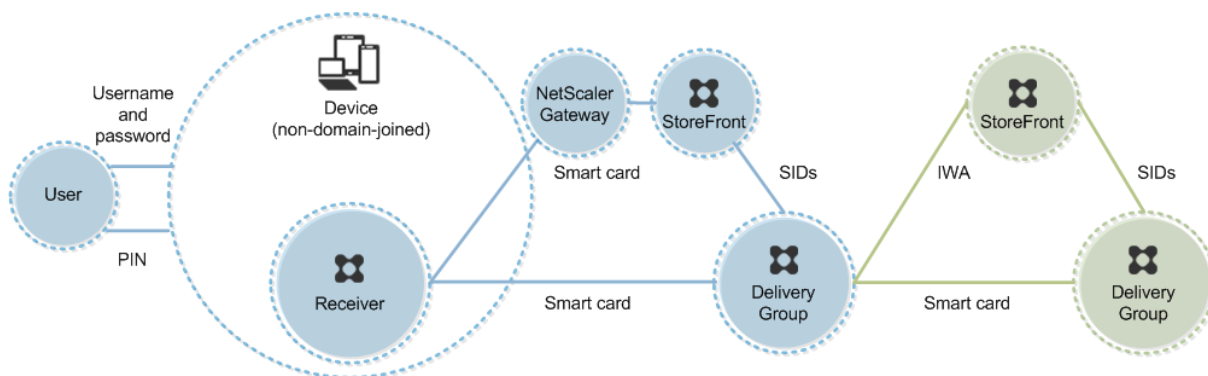 Username
and
password
User
PIN
Device
(non-domain-joined)
Receiver
NetScaler
Gateway
StoreFront
Smart card
SIDs
Smart card
Delivery
Group
StoreFront
IWA
SIDs
Smart card
Delivery
Group